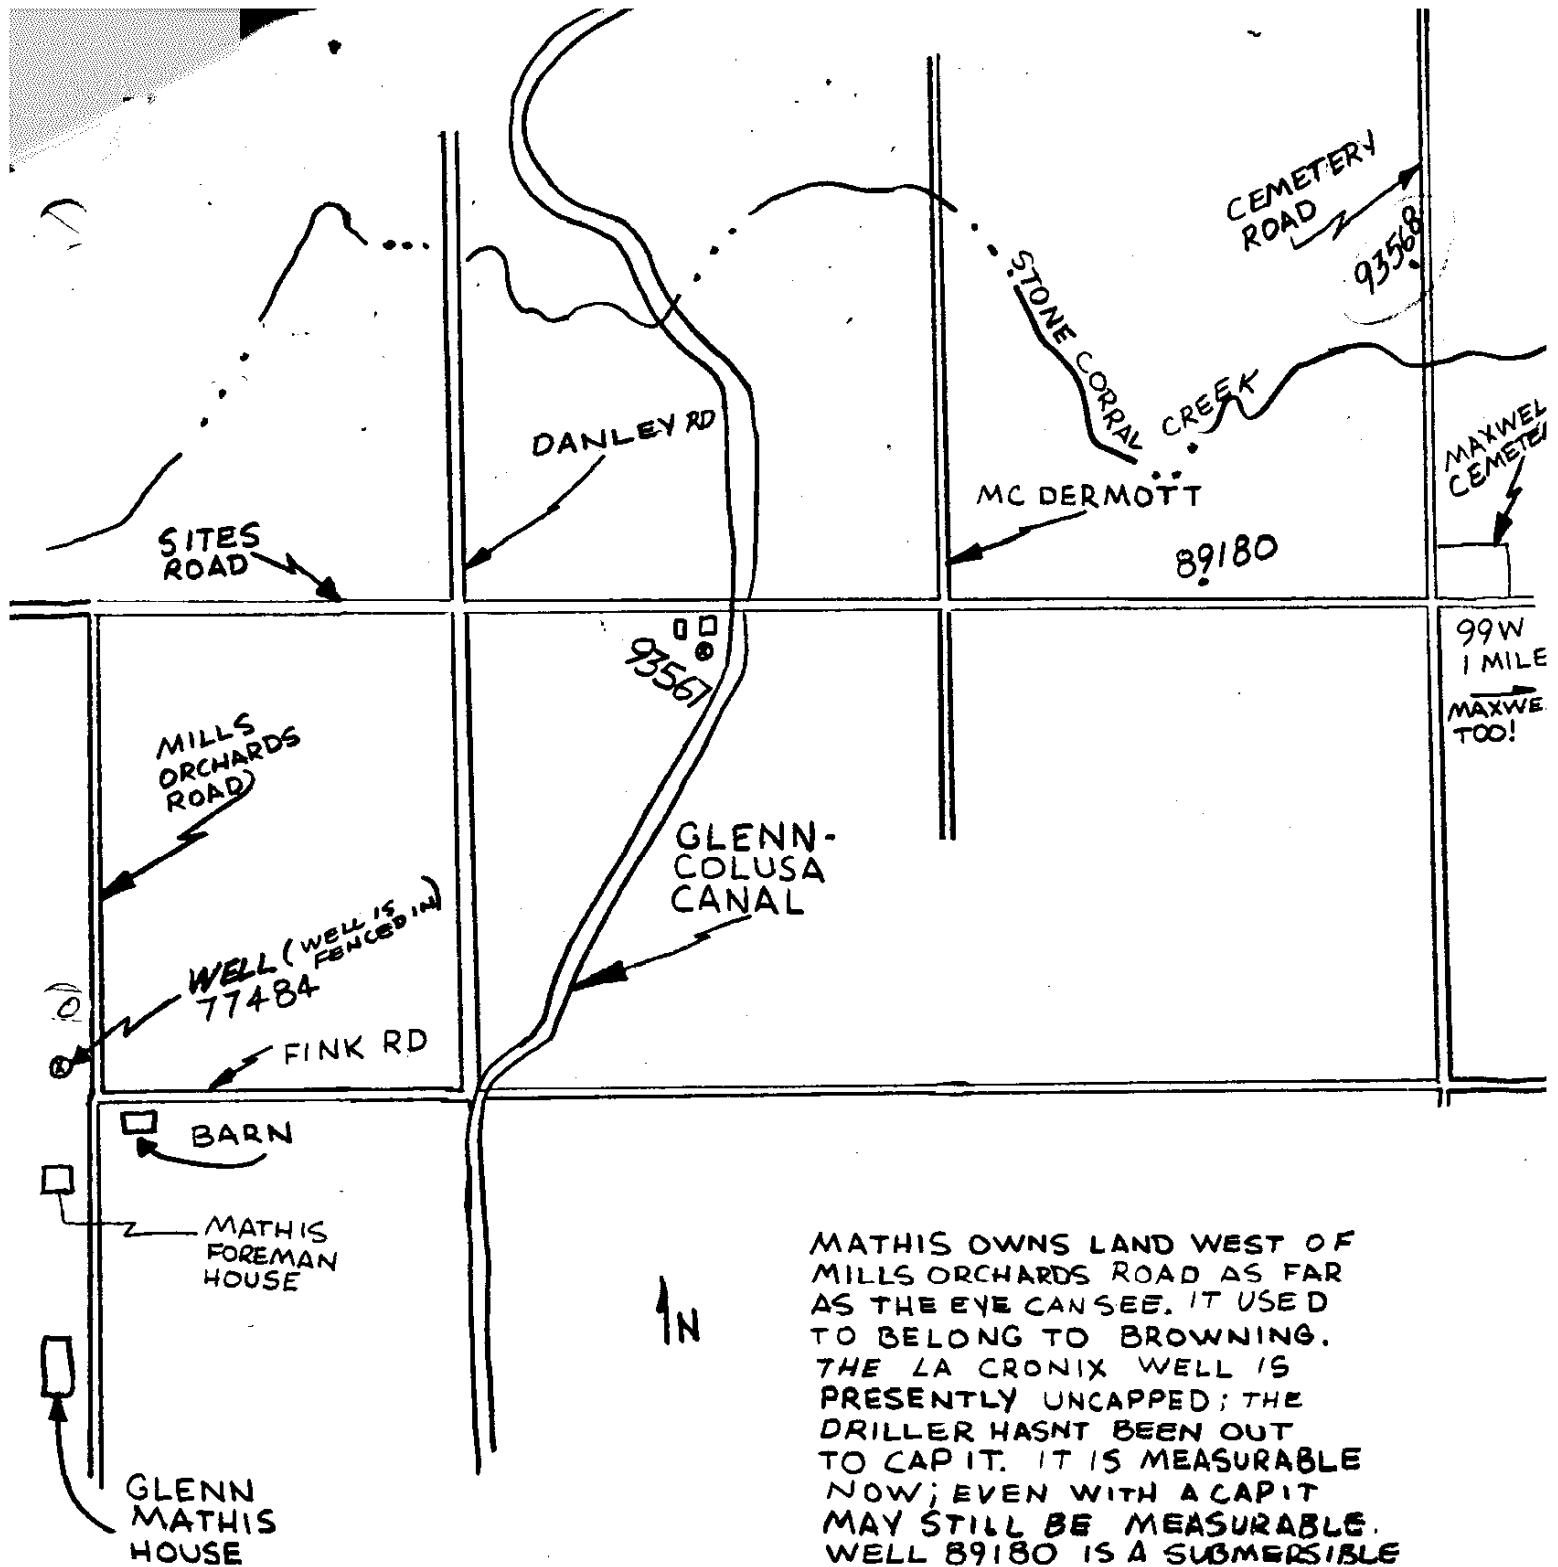 CEMETERY
ROAD
93568
STONE CORRAL
CREEK
DANLEY RD
MC DERMOTT
MAXWEL
CEMETE
SITES
ROAD
89180
93567
99W
1 MILE
MAXWE
TOO!
MILLS
ORCHARDS
ROAD
GLENN-
COLUSA
CANAL
WELL (WELL IS
FENCED IN)
77484
FINK RD
BARN
MATHIS
FOREMAN
HOUSE
N
GLENN
MATHIS
HOUSE
MATHIS OWNS LAND WEST OF
MILLS ORCHARDS ROAD AS FAR
AS THE EYE CAN SEE. IT USED
TO BELONG TO BROWNING.
THE LA CRONIX WELL IS
PRESENTLY UNCAPPED; THE
DRILLER HASNT BEEN OUT
TO CAP IT. IT IS MEASURABLE
NOW; EVEN WITH A CAP IT
MAY STILL BE MEASURABLE.
WELL 89180 IS A SUBMERSIBLE